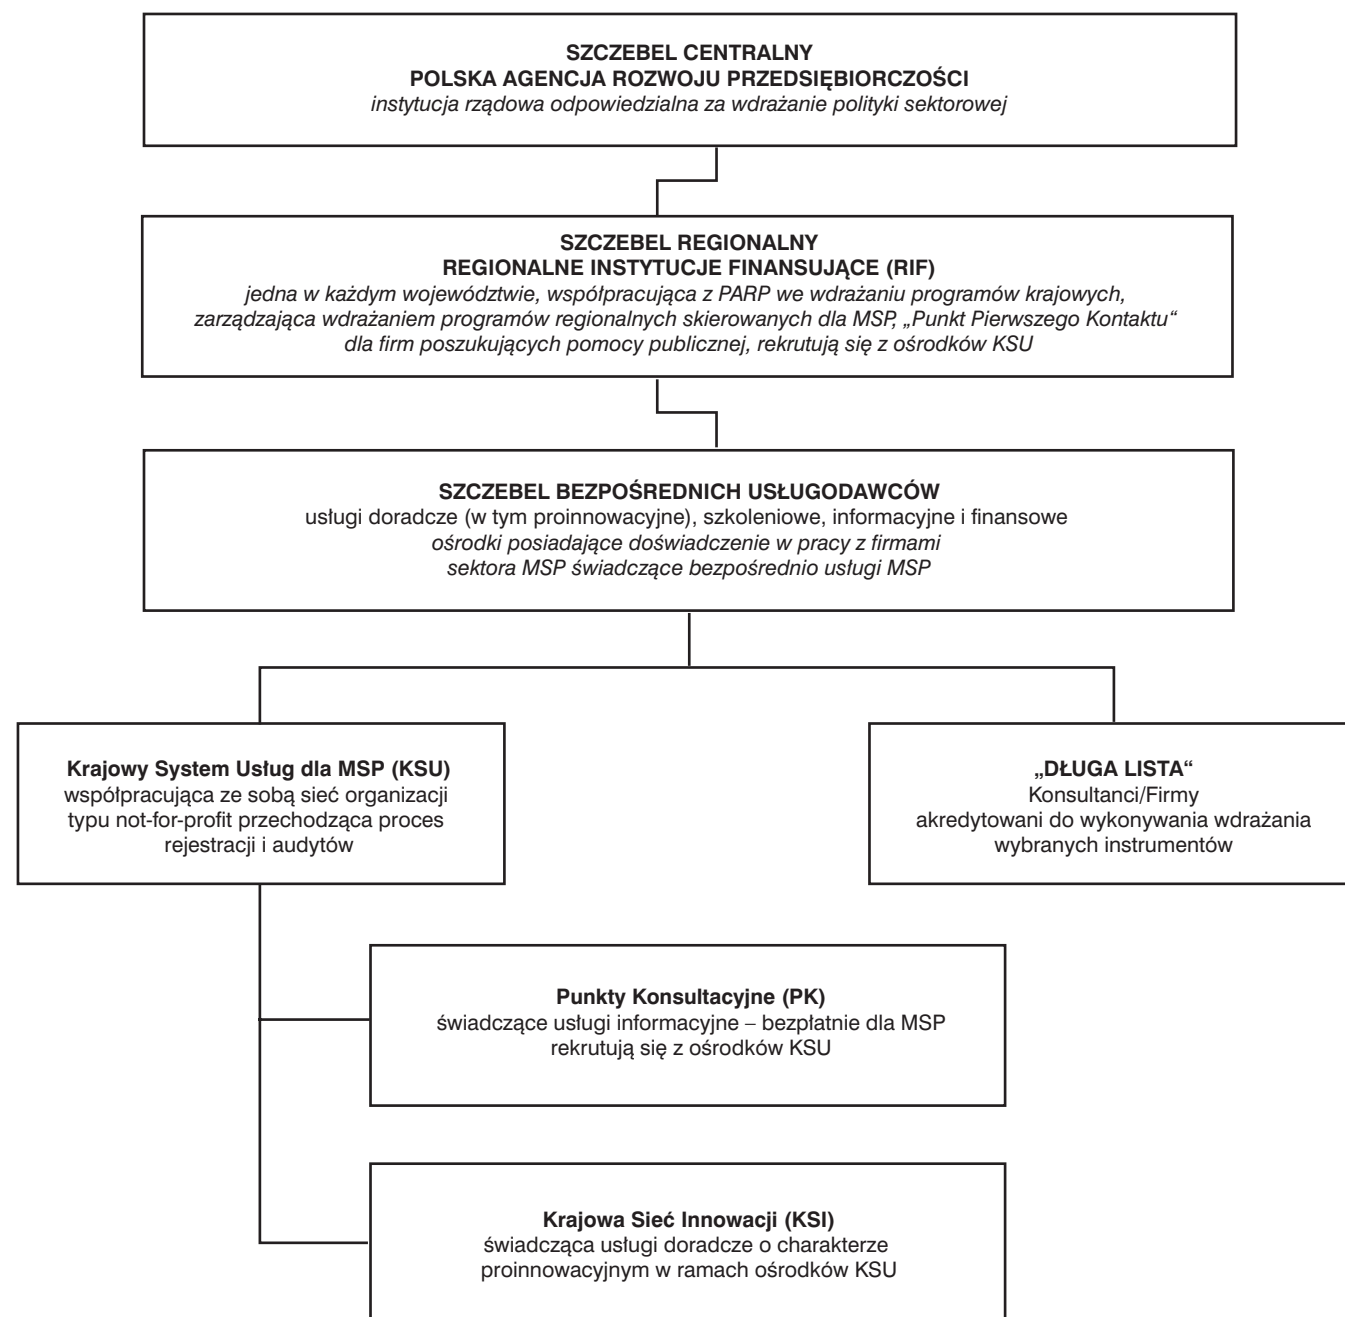 SZCZEBEL CENTRALNY
POLSKA AGENCJA ROZWOJU PRZEDSIĘBIORCZOŚCI
instytucja rządowa odpowiedzialna za wdrażanie polityki sektorowej
SZCZEBEL REGIONALNY
REGIONALNE INSTYTUCJE FINANSUJĄCE (RIF)
jedna w każdym województwie, współpracująca z PARP we wdrażaniu programów krajowych,
zarządzająca wdrażaniem programów regionalnych skierowanych dla MSP, „Punkt Pierwszego Kontaktu“
dla firm poszukujących pomocy publicznej, rekrutują się z ośrodków KSU
SZCZEBEL BEZPOŚREDNICH USŁUGODAWCÓW
usługi doradcze (w tym proinnowacyjne), szkoleniowe, informacyjne i finansowe
ośrodki posiadające doświadczenie w pracy z firmami
sektora MSP świadczące bezpośrednio usługi MSP
Krajowy System Usług dla MSP (KSU)
współpracująca ze sobą sieć organizacji
typu not-for-profit przechodząca proces
rejestracji i audytów
„DŁUGA LISTA“
Konsultanci/Firmy
akredytowani do wykonywania wdrażania
wybranych instrumentów
Punkty Konsultacyjne (PK)
świadczące usługi informacyjne – bezpłatnie dla MSP
rekrutują się z ośrodków KSU
Krajowa Sieć Innowacji (KSI)
świadcząca usługi doradcze o charakterze
proinnowacyjnym w ramach ośrodków KSU